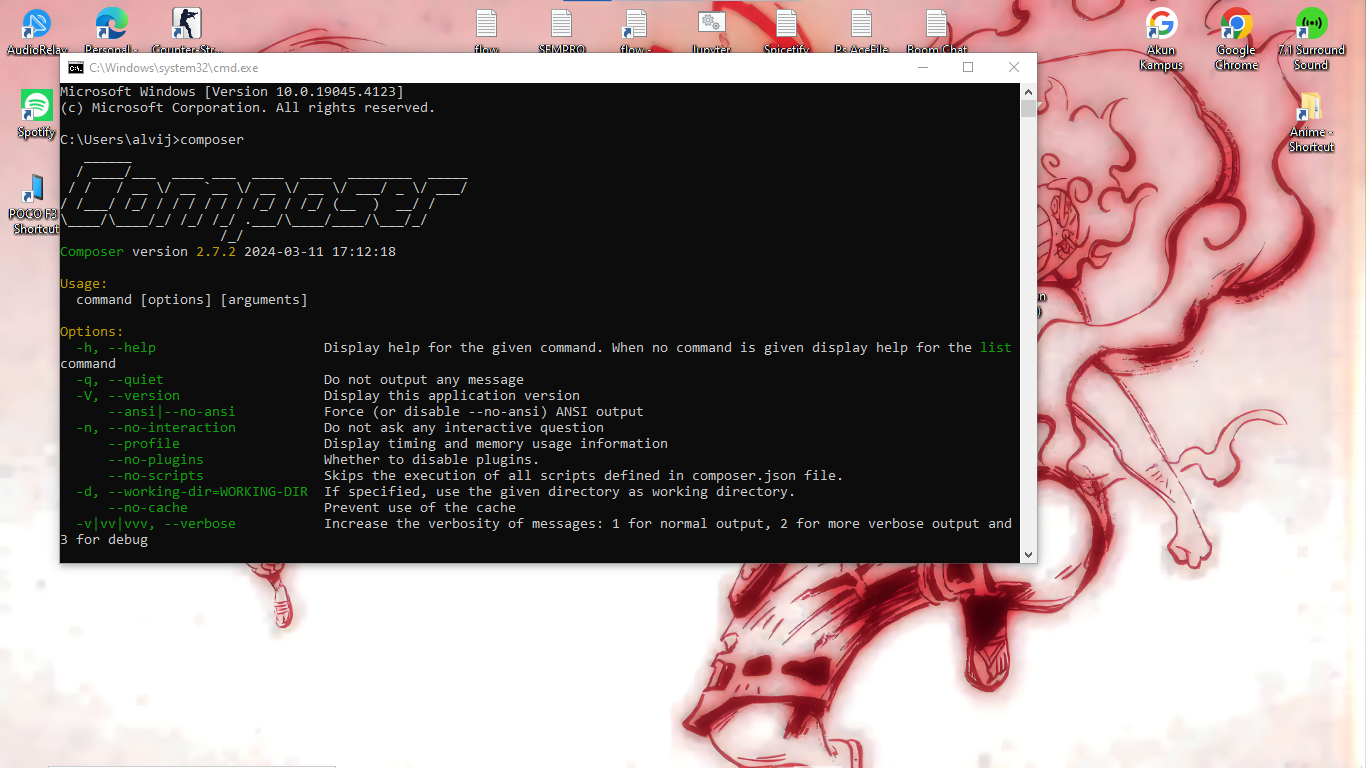 AudioRelay
Personal -
Counter-Str...
flow
SEMPRO
flow -
Jupyter
Spicetify
Ps AceFile
Boom Chat
Akun
Kampus
Google
Chrome
7.1 Surround
Sound
Spotify
Anime -
Shortcut
POCO F3
Shortcut
C:\Windows\system32\cmd.exe
Microsoft Windows [Version 10.0.19045.4123]
(c) Microsoft Corporation. All rights reserved.
C:\Users\alvij>composer
Composer
Composer version 2.7.2 2024-03-11 17:12:18
Usage:
command [options] [arguments]
Options:
-h, --help Display help for the given command. When no command is given display help for the list
command
-q, --quiet Do not output any message
-V, --version Display this application version
--ansi|--no-ansi Force (or disable --no-ansi) ANSI output
-n, --no-interaction Do not ask any interactive question
--profile Display timing and memory usage information
--no-plugins Whether to disable plugins.
--no-scripts Skips the execution of all scripts defined in composer.json file.
-d, --working-dir=WORKING-DIR If specified, use the given directory as working directory.
--no-cache Prevent use of the cache
-v|vv|vvv, --verbose Increase the verbosity of messages: 1 for normal output, 2 for more verbose output and
3 for debug